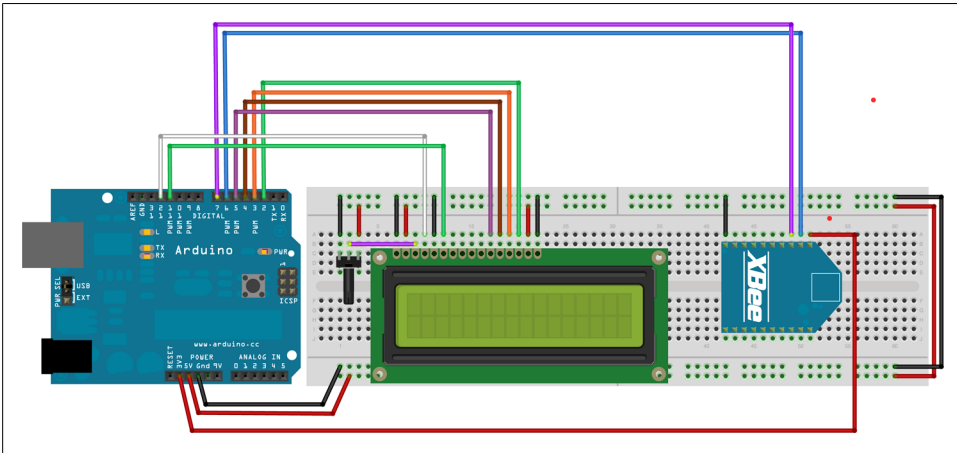 AREF
GND
13
12
11
10
9
8
7
6
5
4
3
2
1
0
PWM
PWM
PWM
PWM
PWM
PWM
DIGITAL
TX
RX
L
TX
RX
Arduino
PWR
1
ICSP
PWR SEL
USB
EXT
www.arduino.cc
POWER
ANALOG IN
RESET
3V3
5V
Gnd
9V
0 1 2 3 4 5
XBee